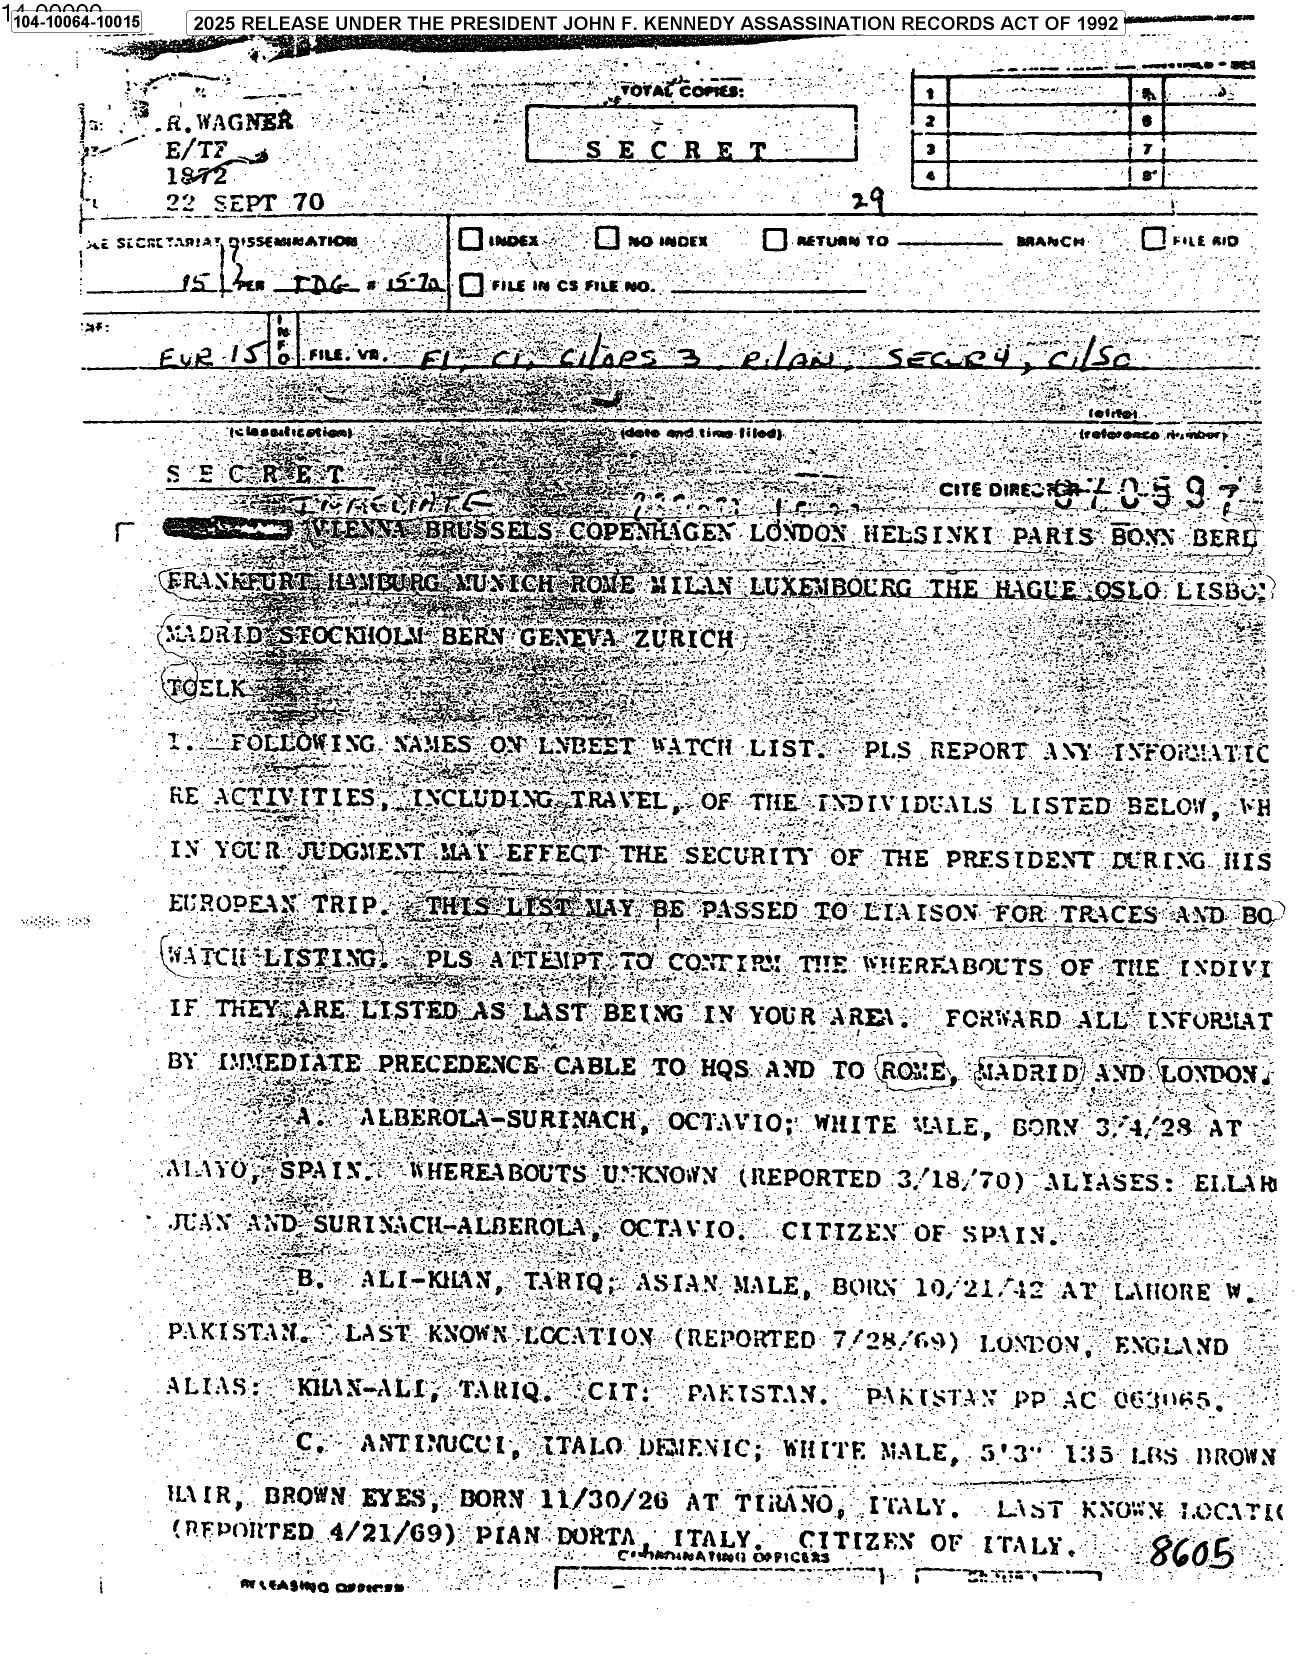 104-10064-10015
2025 RELEASE UNDER THE PRESIDENT JOHN F. KENNEDY ASSASSINATION RECORDS ACT OF 1992
R. WAGNER
E/TF
1872
22 SEPT 70
TOTAL COPIES:
S E C R E T
29
1
2 6
3 7
4 8
DISSEMINATION
15 PER # 15-70
INDEX NO INDEX RETURN TO BRANCH FILE RID
FILE IN CS FILE NO.
EUR 15 INFO FILE. VR. FI, CI, CI/OPS 3, RI/AN, SECUR 4, CI/SO
(elite)
(classification) (date and time filed) (reference number)
S E C R E T
IMMEDIATE
CITE DIRECTOR
VIENNA BRUSSELS COPENHAGEN LONDON HELSINKI PARIS BONN BERL
FRANKFURT HAMBURG MUNICH ROME MILAN LUXEMBOURG THE HAGUE OSLO LISBON
MADRID STOCKHOLM BERN GENEVA ZURICH
TOELK
1. FOLLOWING NAMES ON LNBEET WATCH LIST. PLS REPORT ANY INFORMATIO
RE ACTIVITIES, INCLUDING TRAVEL, OF THE INDIVIDUALS LISTED BELOW, WH
IN YOUR JUDGMENT MAY EFFECT THE SECURITY OF THE PRESIDENT DURING HIS
EUROPEAN TRIP. THIS LIST MAY BE PASSED TO LIAISON FOR TRACES AND BO
WATCH LISTING. PLS ATTEMPT TO CONFIRM THE WHEREABOUTS OF THE INDIVI
IF THEY ARE LISTED AS LAST BEING IN YOUR AREA. FORWARD ALL INFORMAT
BY IMMEDIATE PRECEDENCE CABLE TO HQS AND TO ROME, MADRID AND LONDON.
A. ALBEROLA-SURINACH, OCTAVIO; WHITE MALE, BORN 3/4/28 AT
ALAYO, SPAIN. WHEREABOUTS UNKNOWN (REPORTED 3/18/70) ALIASES:
JUAN AND SURINACH-ALBEROLA, OCTAVIO. CITIZEN OF SPAIN.
B. ALI-KHAN, TARIQ; ASIAN MALE, BORN 10/21/42 AT LAHORE W.
PAKISTAN. LAST KNOWN LOCATION (REPORTED 7/28/69) LONDON, ENGLAND
ALIAS: KHAN-ALI, TARIQ. CIT: PAKISTAN. PAKISTAN PP AC 063065.
C. ANTINUCCI, ITALO DEMENIC; WHITE MALE, 5'3" 135 LBS BROWN
HAIR, BROWN EYES, BORN 11/30/26 AT TIRANO, ITALY. LAST KNOWN LOCATIO
(REPORTED 4/21/69) PIAN DORTA, ITALY. CITIZEN OF ITALY.
8605
COORDINATING OFFICERS
RELEASING OFFICER